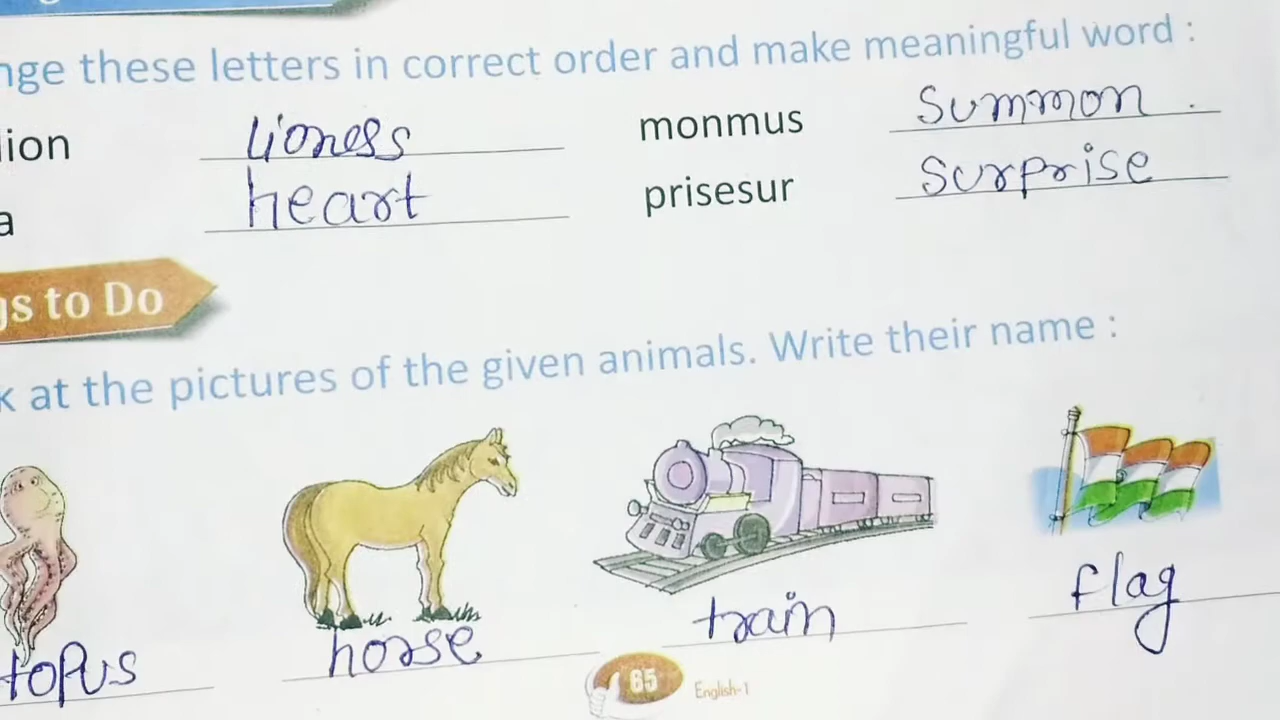 nge these letters in correct order and make meaningful word :
lion lioness monmus summon .
a heart prisesur surprise
gs to Do
k at the pictures of the given animals. Write their name :
topus horse train flag
65 English-1